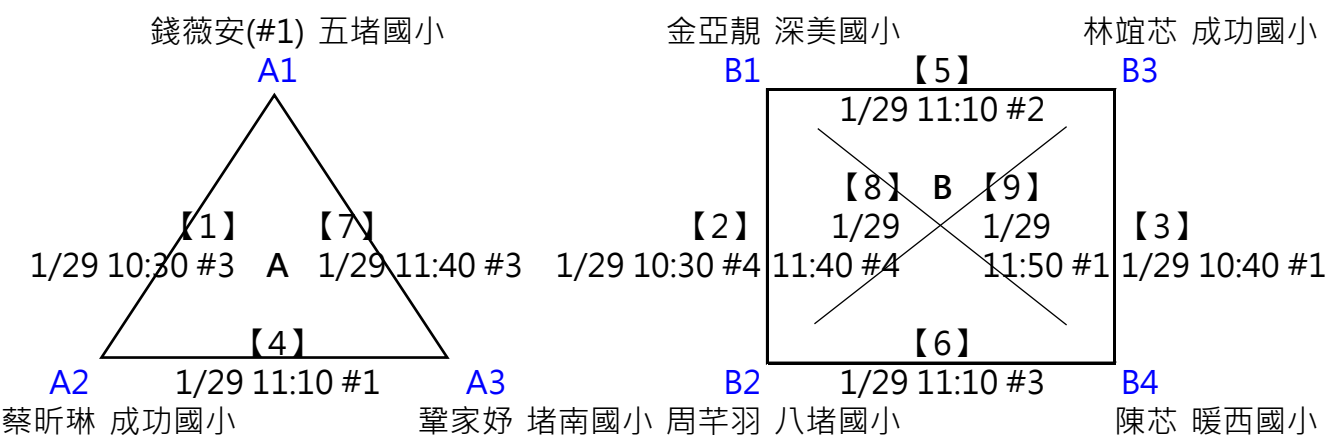 錢薇安(#1) 五堵國小 金亞靚 深美國小 林竩芯 成功國小
A1 B1 【5】 B3
1/29 11:10 #2
【8】 B 【9】
【1】 【7】 【2】 1/29 1/29 【3】
1/29 10:30 #3 A 1/29 11:40 #3 1/29 10:30 #4 11:40 #4 11:50 #1 1/29 10:40 #1
【4】 【6】
A2 1/29 11:10 #1 A3 B2 1/29 11:10 #3 B4
蔡昕琳 成功國小 鞏家妤 堵南國小 周芊羽 八堵國小 陳芯 暖西國小